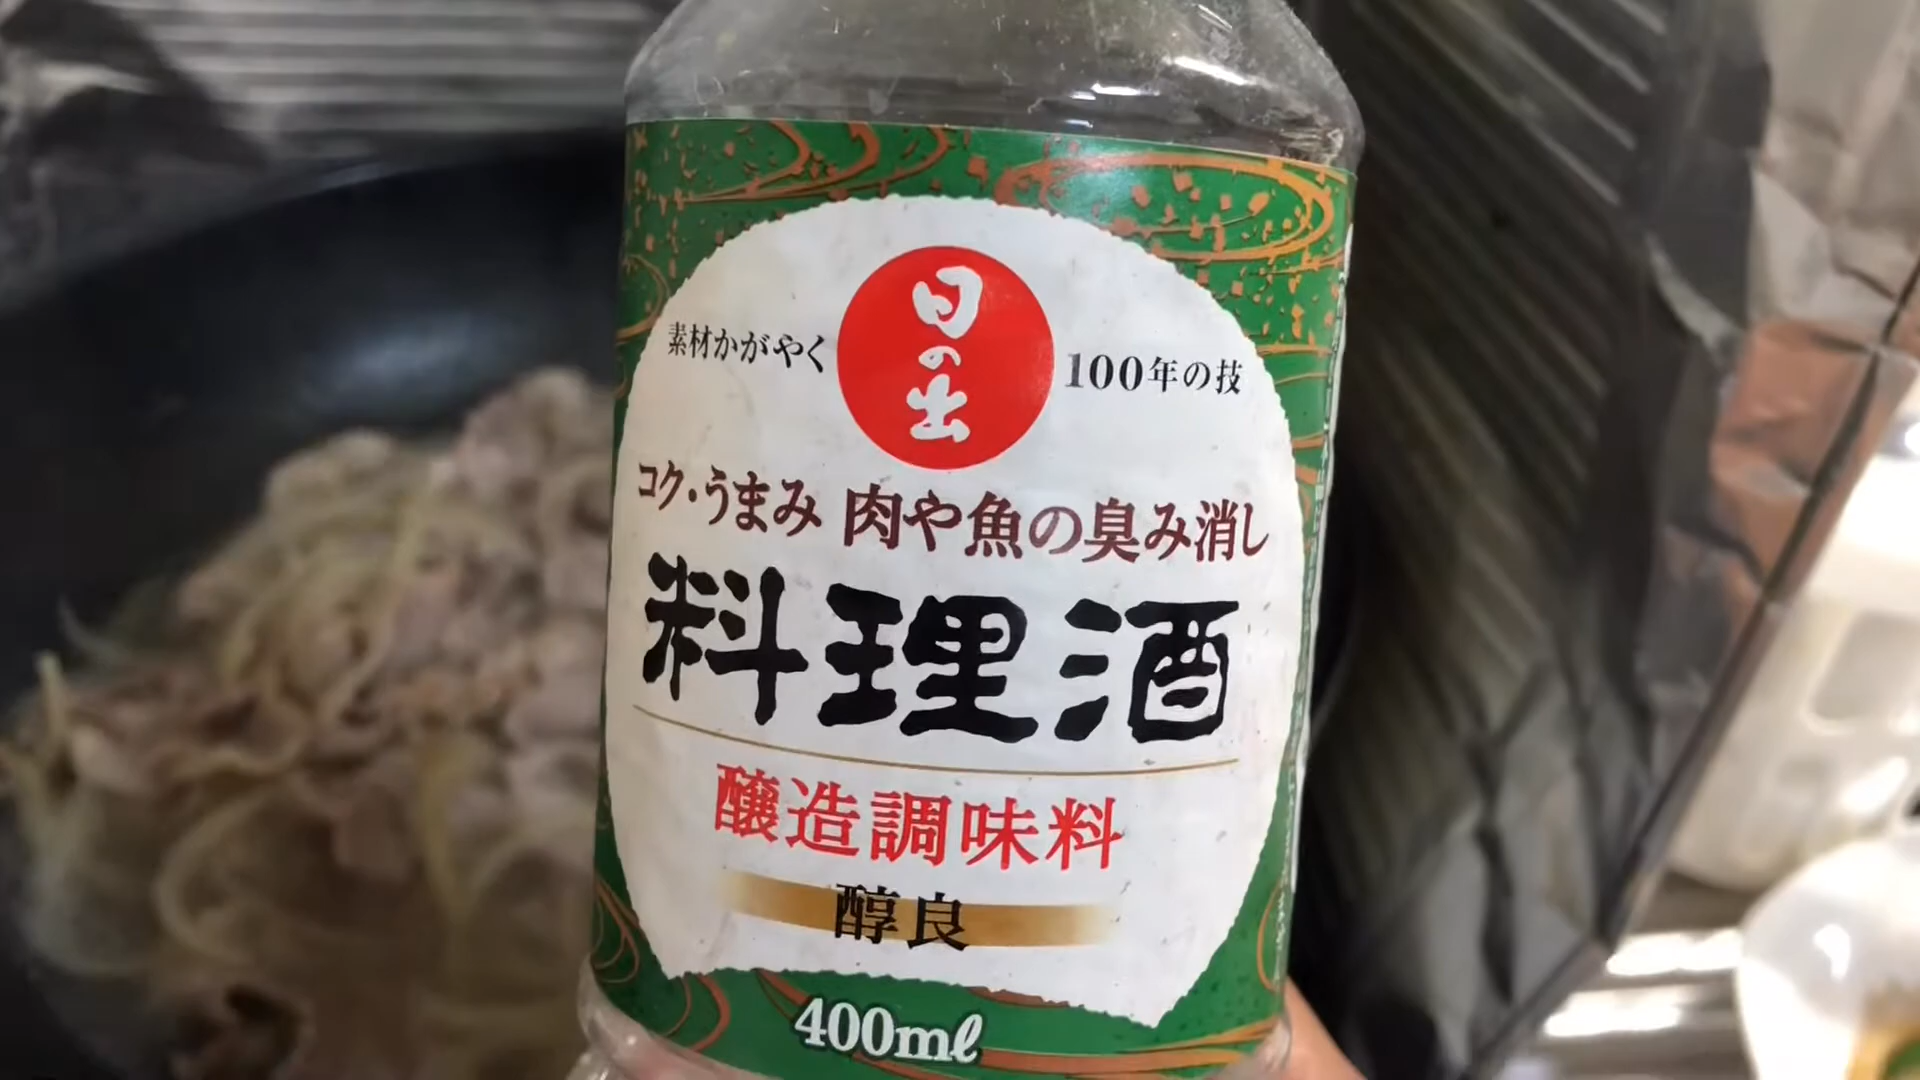 日の出
素材かがやく
100年の技
コク・うまみ 肉や魚の臭み消し
料理酒
醸造調味料
醇良
400ml